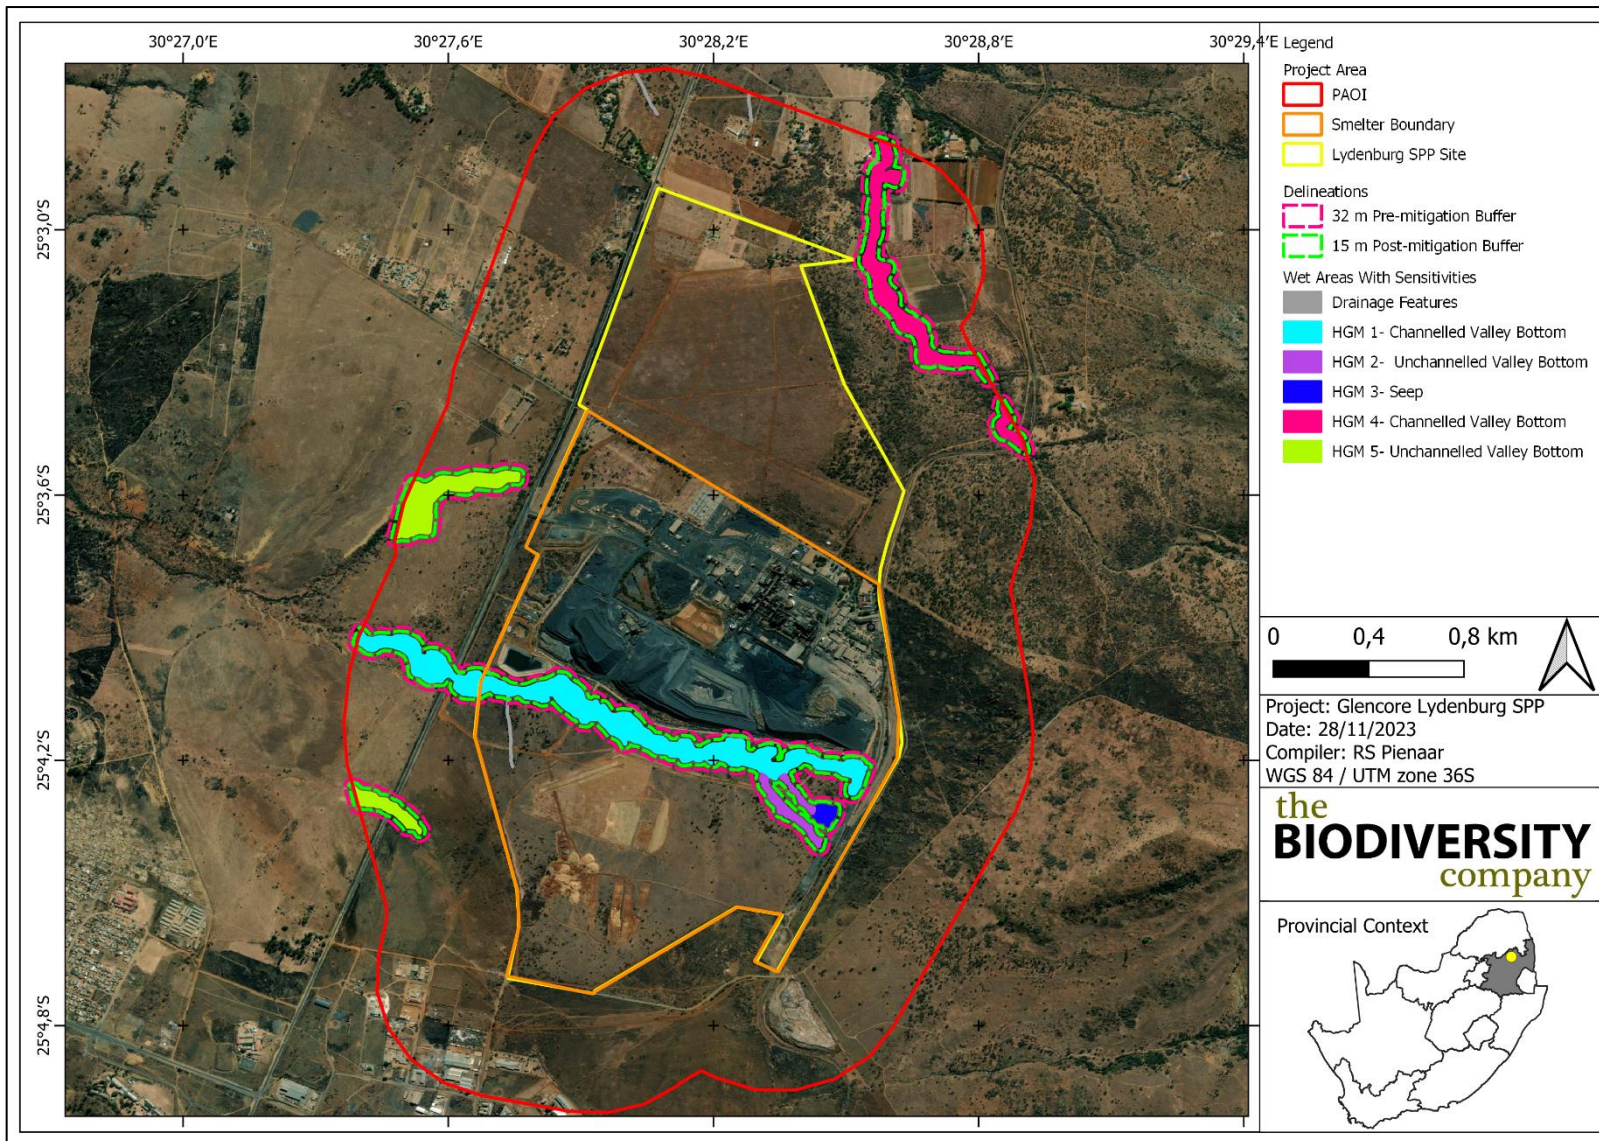 30°27,0'E 30°27,6'E 30°28,2'E 30°28,8'E 30°29,4'E
25°3,0'S
25°3,6'S
25°4,2'S
25°4,8'S
Legend
Project Area
PAOI
Smelter Boundary
Lydenburg SPP Site
Delineations
32 m Pre-mitigation Buffer
15 m Post-mitigation Buffer
Wet Areas With Sensitivities
Drainage Features
HGM 1- Channelled Valley Bottom
HGM 2- Unchannelled Valley Bottom
HGM 3- Seep
HGM 4- Channelled Valley Bottom
HGM 5- Unchannelled Valley Bottom
0 0,4 0,8 km
Project: Glencore Lydenburg SPP
Date: 28/11/2023
Compiler: RS Pienaar
WGS 84 / UTM zone 36S
the
BIODIVERSITY
company
Provincial Context